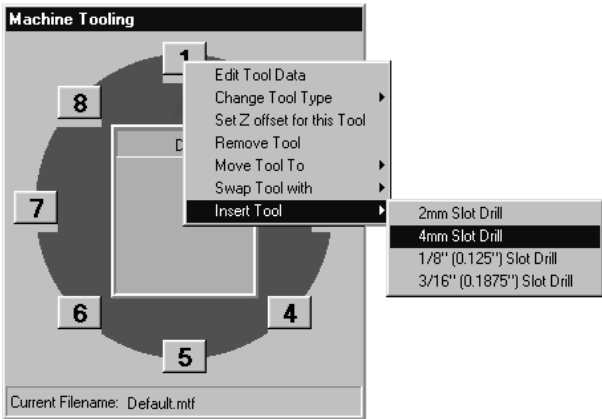 Machine Tooling
1
8
7
6
5
4
D
Edit Tool Data
Change Tool Type
Set Z offset for this Tool
Remove Tool
Move Tool To
Swap Tool with
Insert Tool
2mm Slot Drill
4mm Slot Drill
1/8" (0.125") Slot Drill
3/16" (0.1875") Slot Drill
Current Filename: Default.mtf